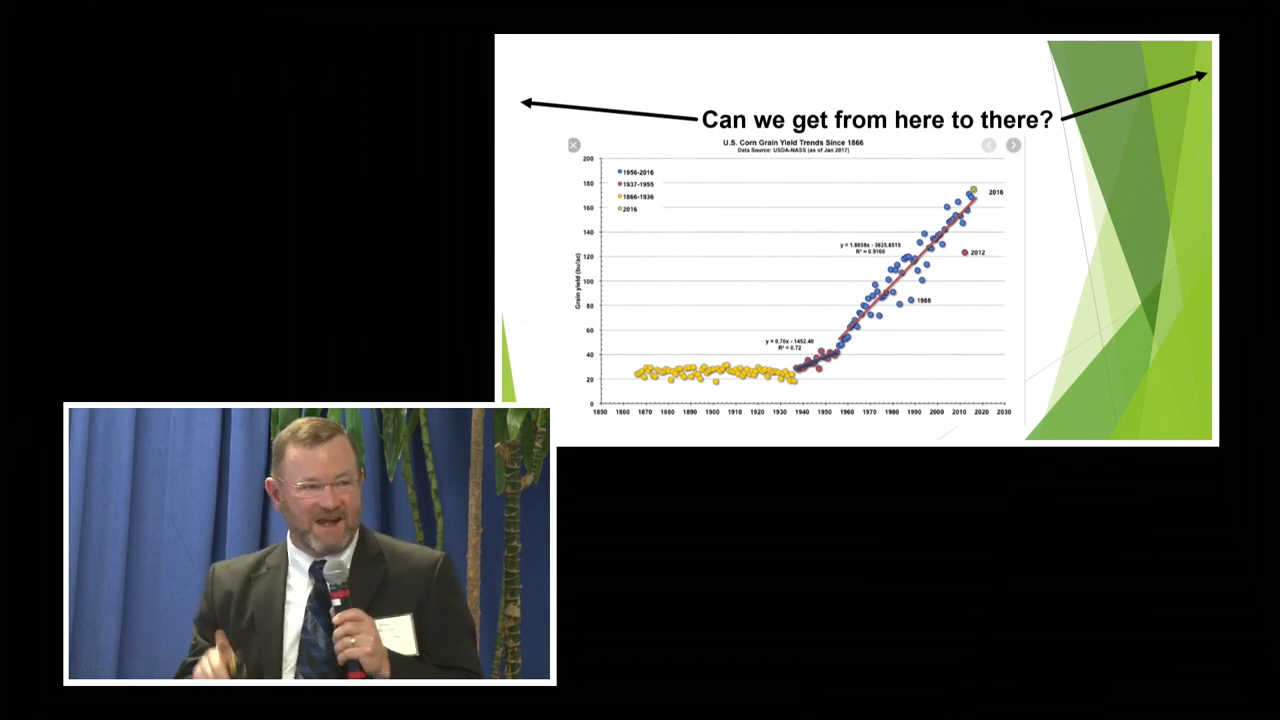 Can we get from here to there?
U.S. Corn Grain Yield Trends Since 1866
Data Source: USDA-NASS (as of Jan 2017)
200
180
160
140
120
100
80
60
40
20
0
Grain yield (bu/ac)
1956-2016
1937-1955
1866-1936
2016
2016
y = 1.8858x - 3635.8519
R² = 0.9166
2012
1988
y = 0.76x - 1452.40
R² = 0.72
1850 1860 1870 1880 1890 1900 1910 1920 1930 1940 1950 1960 1970 1980 1990 2000 2010 2020 2030